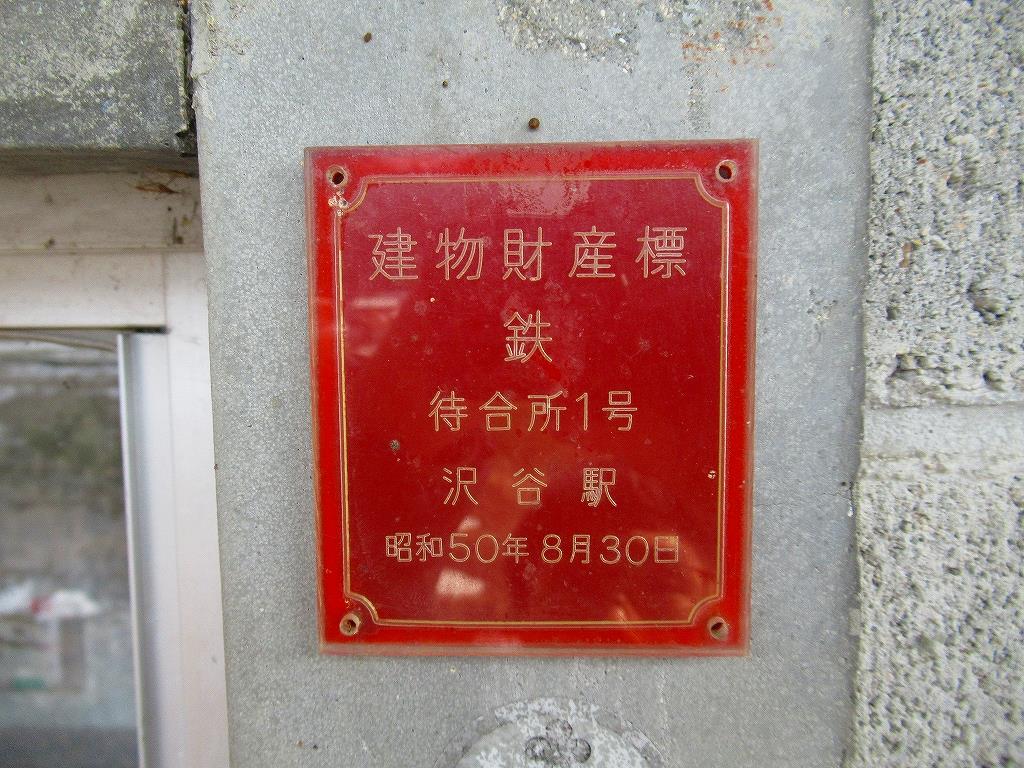 建物財産標
鉄
待合所1号
沢谷駅
昭和50年8月30日